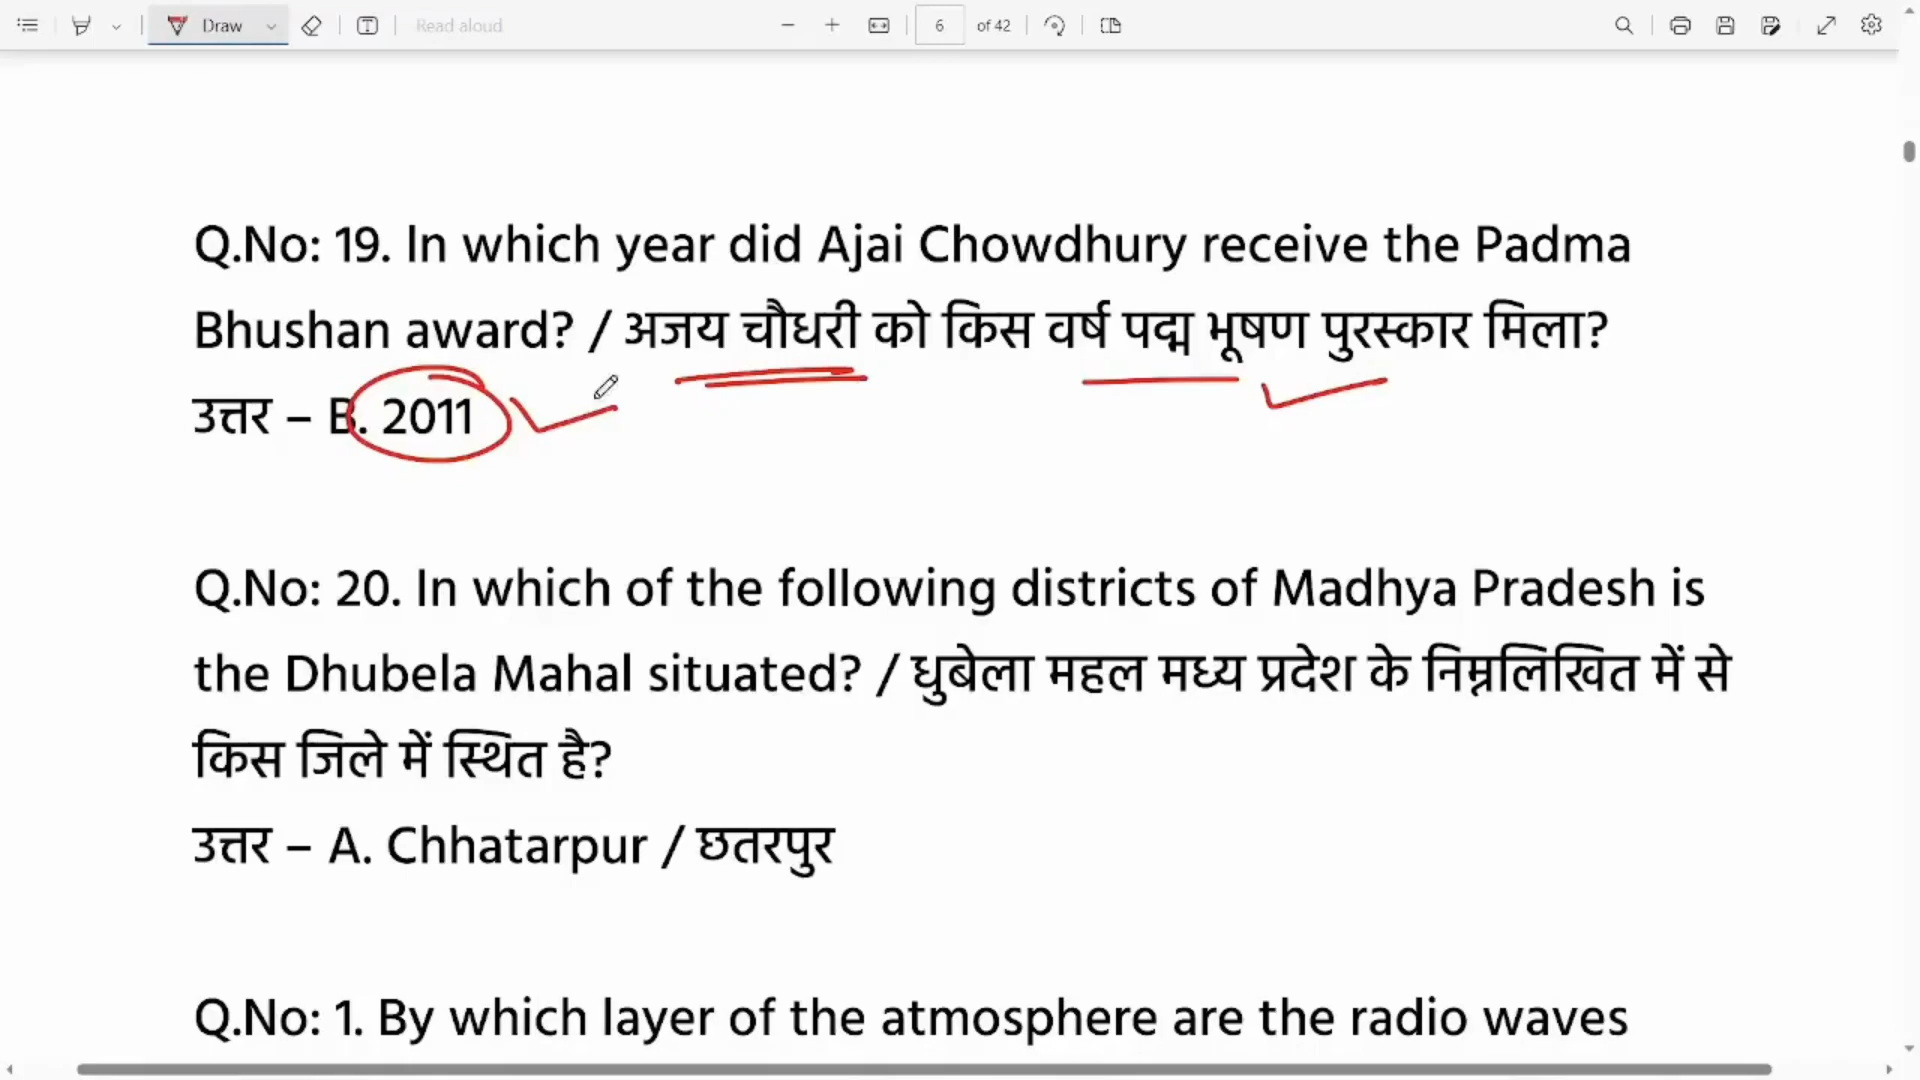 Draw
Read aloud
6
of 42
Q.No: 19. In which year did Ajai Chowdhury receive the Padma
Bhushan award? / अजय चौधरी को किस वर्ष पद्म भूषण पुरस्कार मिला?
उत्तर – B. 2011
Q.No: 20. In which of the following districts of Madhya Pradesh is
the Dhubela Mahal situated? / धुबेला महल मध्य प्रदेश के निम्नलिखित में से
किस जिले में स्थित है?
उत्तर – A. Chhatarpur / छतरपुर
Q.No: 1. By which layer of the atmosphere are the radio waves